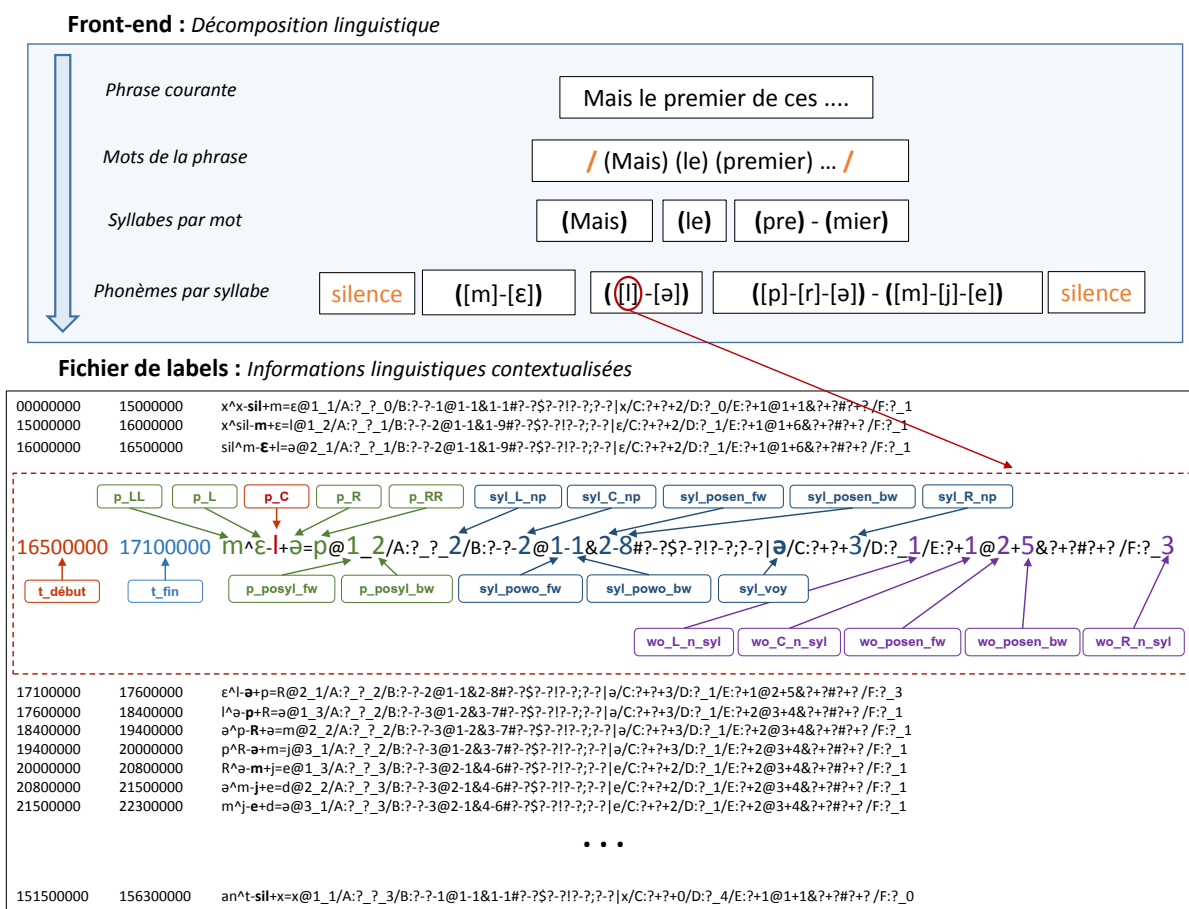 Front-end : Décomposition linguistique
Phrase courante
Mais le premier de ces ....
Mots de la phrase
/ (Mais) (le) (premier) ... /
Syllabes par mot
(Mais) (le) (pre) - (mier)
Phonèmes par syllabe
silence ([m]-[ɛ]) ([l]-[ə]) ([p]-[r]-[ə]) - ([m]-[j]-[e]) silence
Fichier de labels : Informations linguistiques contextualisées
00000000 15000000 x^x-sil+m=ɛ@1_1/A:?_?_0/B:?-?-1@1-1&1-1#?-?$?-?!?-?;?-?|x/C:?+?+2/D:?_0/E:?+1@1+1&?+?#?+? /F:?_1
15000000 16000000 x^sil-m+ɛ=l@1_2/A:?_?_1/B:?-?-2@1-1&1-9#?-?$?-?!?-?;?-?|ɛ/C:?+?+2/D:?_1/E:?+1@1+6&?+?#?+? /F:?_1
16000000 16500000 sil^m-ɛ+l=ə@2_1/A:?_?_1/B:?-?-2@1-1&1-9#?-?$?-?!?-?;?-?|ɛ/C:?+?+2/D:?_1/E:?+1@1+6&?+?#?+? /F:?_1
p_LL p_L p_C p_R p_RR syl_L_np syl_C_np syl_posen_fw syl_posen_bw syl_R_np
16500000 17100000 m^ɛ-l+ə=p@1_2/A:?_?_2/B:?-?-2@1-1&2-8#?-?$?-?!?-?;?-?|ə/C:?+?+3/D:?_1/E:?+1@2+5&?+?#?+? /F:?_3
t_début t_fin p_posyl_fw p_posyl_bw syl_powo_fw syl_powo_bw syl_voy
wo_L_n_syl wo_C_n_syl wo_posen_fw wo_posen_bw wo_R_n_syl
17100000 17600000 ɛ^l-ə+p=R@2_1/A:?_?_2/B:?-?-2@1-1&2-8#?-?$?-?!?-?;?-?|ə/C:?+?+3/D:?_1/E:?+1@2+5&?+?#?+? /F:?_3
17600000 18400000 l^ə-p+R=ə@1_3/A:?_?_2/B:?-?-3@1-2&3-7#?-?$?-?!?-?;?-?|ə/C:?+?+3/D:?_1/E:?+2@3+4&?+?#?+? /F:?_1
18400000 19400000 ə^p-R+ə=m@2_2/A:?_?_2/B:?-?-3@1-2&3-7#?-?$?-?!?-?;?-?|ə/C:?+?+3/D:?_1/E:?+2@3+4&?+?#?+? /F:?_1
19400000 20000000 p^R-ə+m=j@3_1/A:?_?_2/B:?-?-3@1-2&3-7#?-?$?-?!?-?;?-?|ə/C:?+?+3/D:?_1/E:?+2@3+4&?+?#?+? /F:?_1
20000000 20800000 R^ə-m+j=e@1_3/A:?_?_3/B:?-?-3@2-1&4-6#?-?$?-?!?-?;?-?|e/C:?+?+2/D:?_1/E:?+2@3+4&?+?#?+? /F:?_1
20800000 21500000 ə^m-j+e=d@2_2/A:?_?_3/B:?-?-3@2-1&4-6#?-?$?-?!?-?;?-?|e/C:?+?+2/D:?_1/E:?+2@3+4&?+?#?+? /F:?_1
21500000 22300000 m^j-e+d=ə@3_1/A:?_?_3/B:?-?-3@2-1&4-6#?-?$?-?!?-?;?-?|e/C:?+?+2/D:?_1/E:?+2@3+4&?+?#?+? /F:?_1
...
151500000 156300000 an^t-sil+x=x@1_1/A:?_?_3/B:?-?-1@1-1&1-1#?-?$?-?!?-?;?-?|x/C:?+?+0/D:?_4/E:?+1@1+1&?+?#?+? /F:?_0